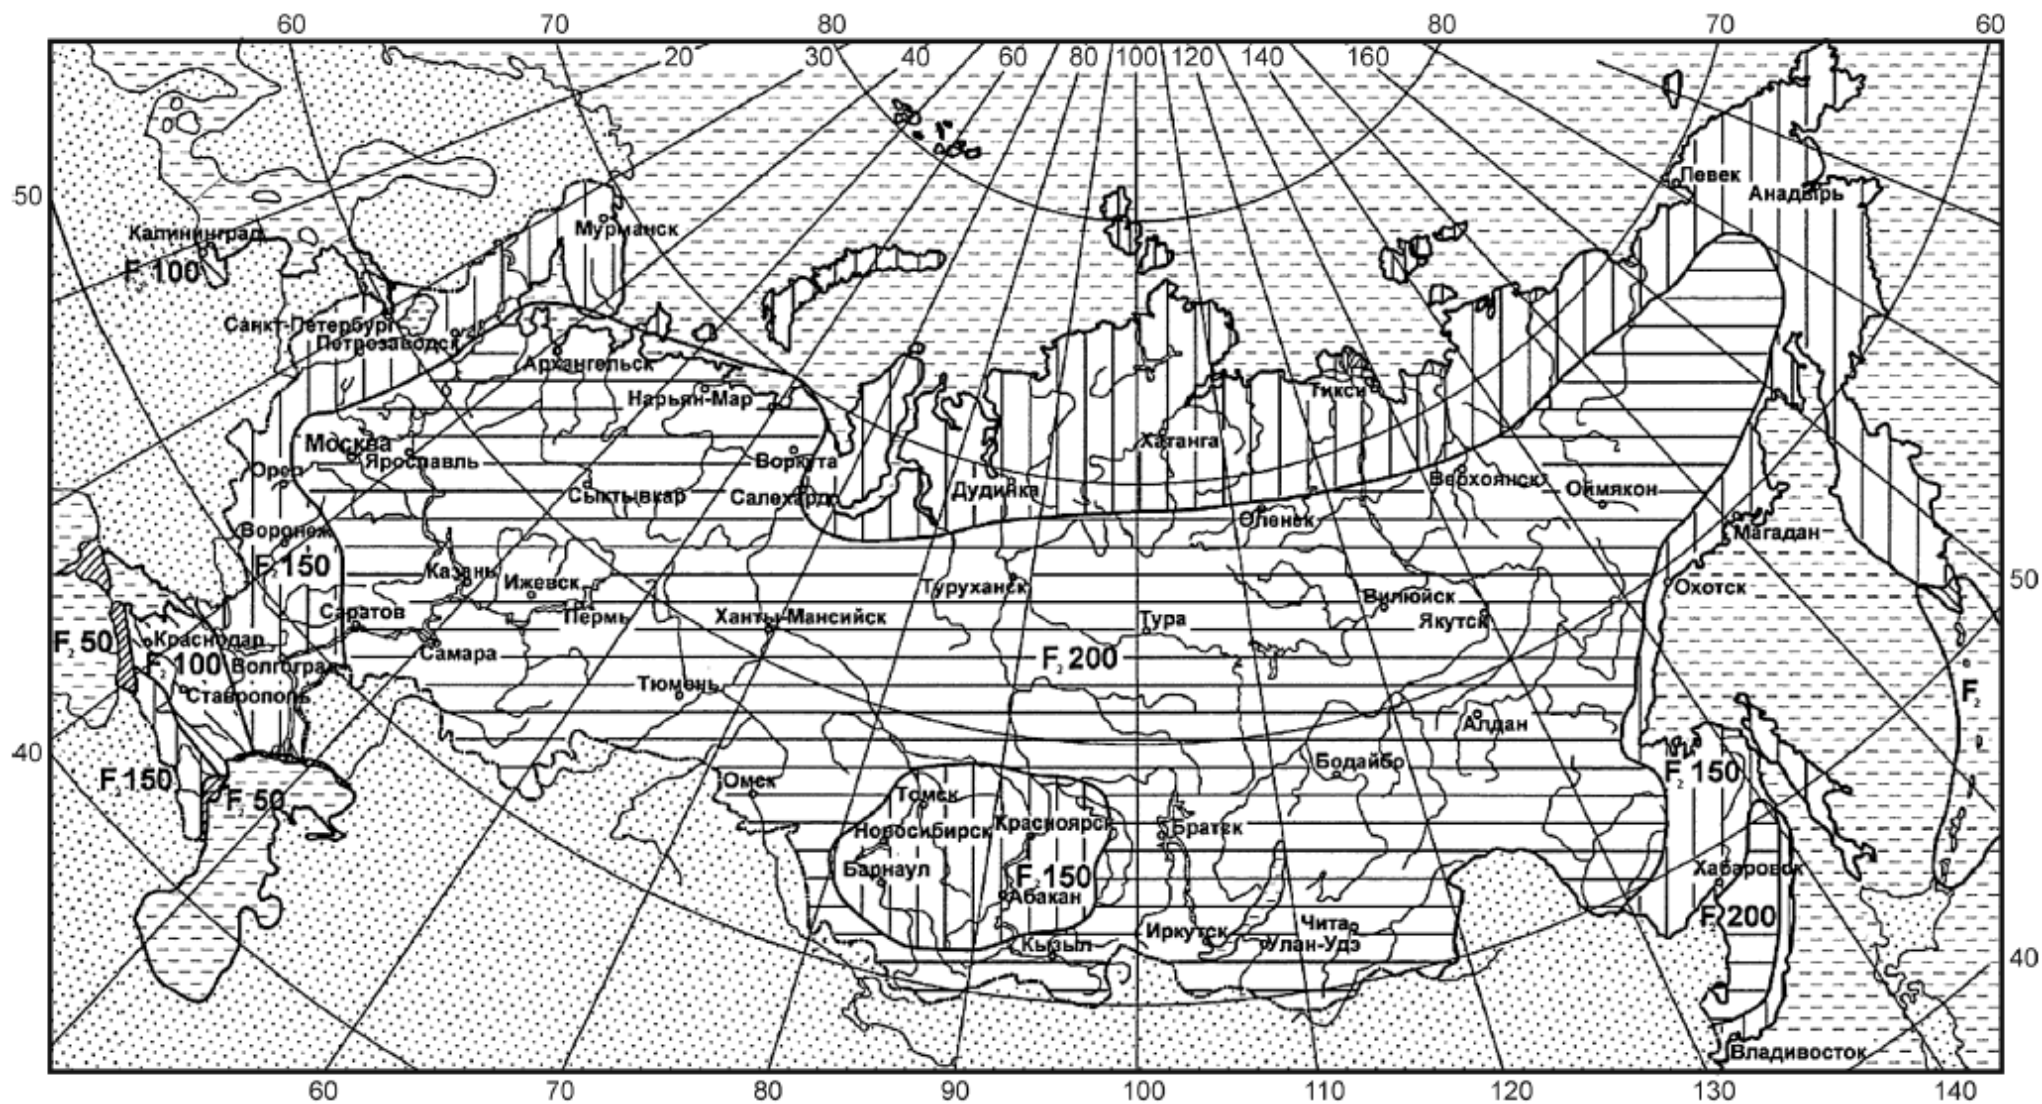 60 70 80 80 70 60
20 30 40 60 80 100 120 140 160
Певек
Анадырь
50
Мурманск
Калининград
F₂ 100
Санкт-Петербург
Петрозаводск
Архангельск
Нарьян-Мар
Тикси
Москва
Ярославль
Хатанга
Воркута
Орел
Сыктывкар
Салехард
Дудинка
Верхоянск
Оймякон
Оленек
Воронеж
Магадан
F₂ 150
Казань
Ижевск
Туруханск
50
Охотск
Вилюйск
Саратов
Пермь
Ханты-Мансийск
Тура
Якутск
F₂ 50
Краснодар
F₂ 100
Волгоград
Самара
F₂ 200
Тюмень
Ставрополь
F₂
Алдан
40
F₂ 150
Омск
Бодайбо
F₂ 150
F₂ 50
Томск
Новосибирск
Красноярск
Братск
Барнаул
F₂ 150
Хабаровск
Абакан
F₂ 200
Иркутск
Чита
Кызыл
Улан-Удэ
40
Владивосток
60 70 80 90 100 110 120 130 140